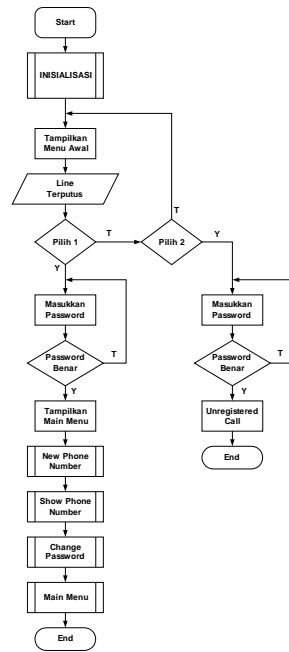 Start
INISIALISASI
Tampilkan
Menu Awal
Line
Terputus
Pilih 1
T
Pilih 2
T
Y
Y
Masukkan
Password
Masukkan
Password
Password
Benar
T
Password
Benar
T
Y
Y
Tampilkan
Main Menu
Unregistered
Call
New Phone
Number
End
Show Phone
Number
Change
Password
Main Menu
End